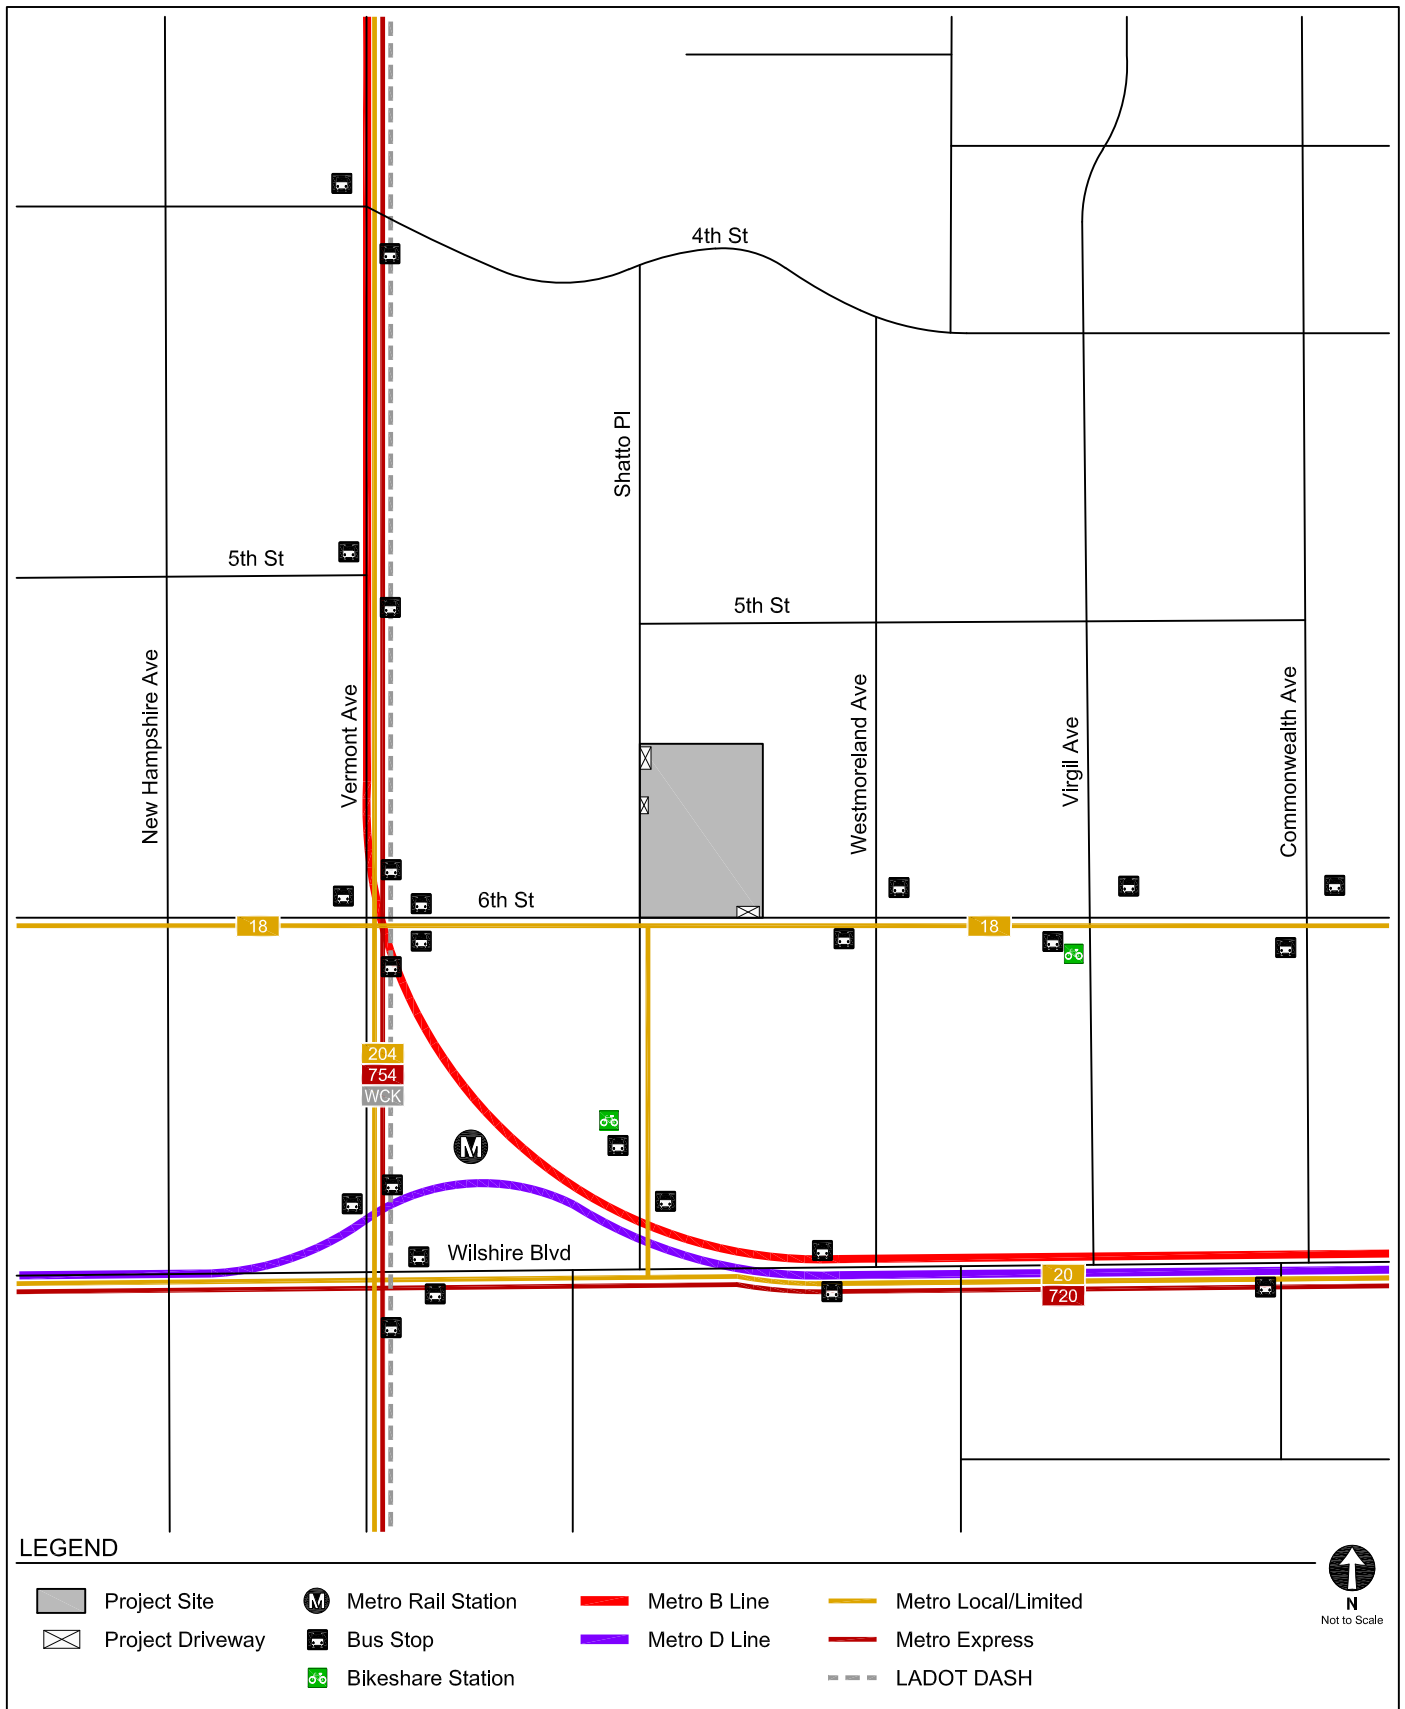 4th St
Shatto Pl
5th St
5th St
New Hampshire Ave
Vermont Ave
Westmoreland Ave
Virgil Ave
Commonwealth Ave
6th St
18
18
204
754
WCK
M
Wilshire Blvd
20
720
LEGEND
Project Site
Project Driveway
M
Metro Rail Station
Bus Stop
Bikeshare Station
Metro B Line
Metro D Line
Metro Local/Limited
Metro Express
LADOT DASH
N
Not to Scale